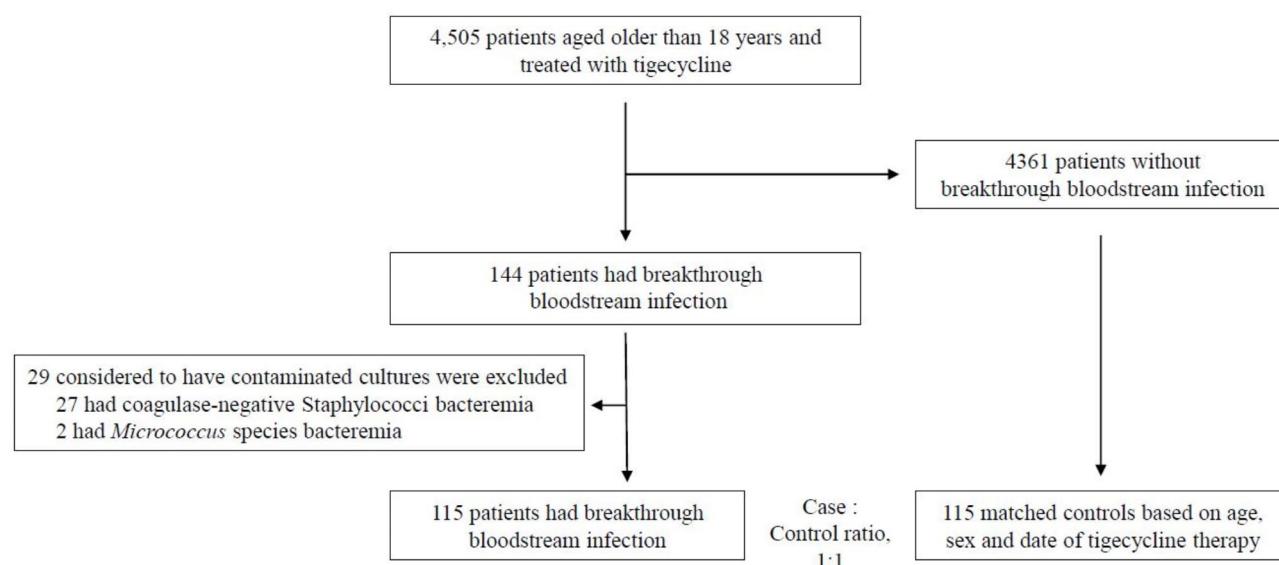 4,505 patients aged older than 18 years and
treated with tigecycline
4361 patients without
breakthrough bloodstream infection
144 patients had breakthrough
bloodstream infection
29 considered to have contaminated cultures were excluded
27 had coagulase-negative Staphylococci bacteremia
2 had Micrococcus species bacteremia
115 patients had breakthrough
bloodstream infection
Case :
Control ratio,
1:1
115 matched controls based on age,
sex and date of tigecycline therapy